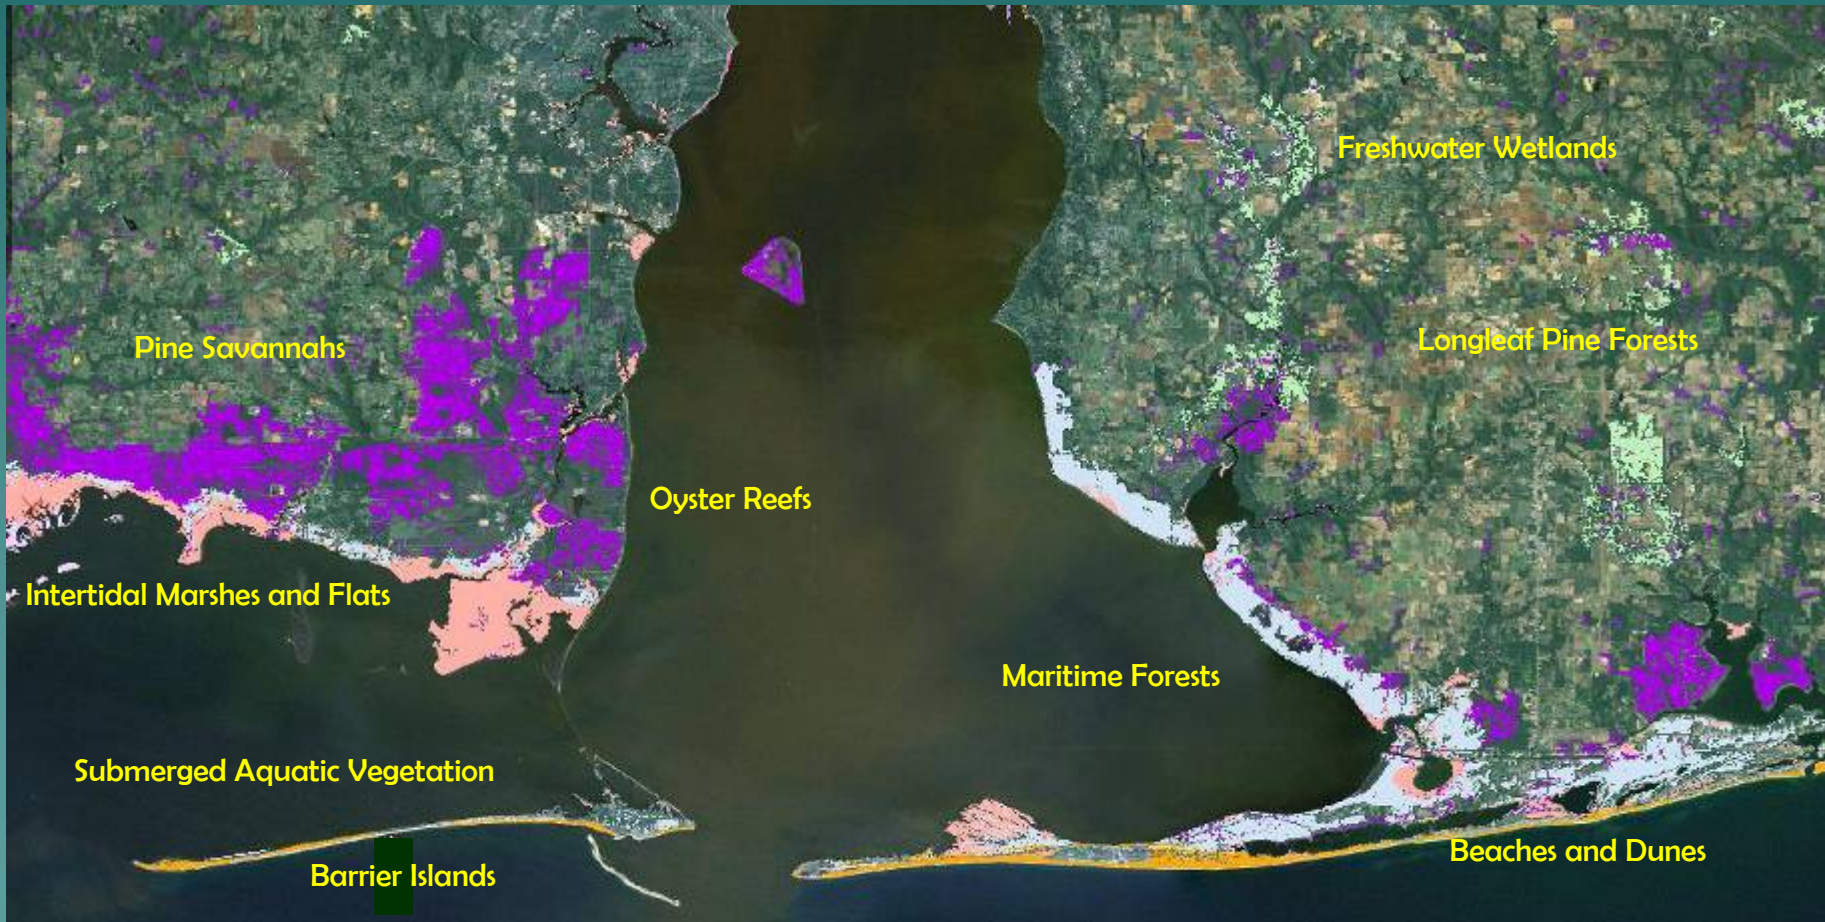 Freshwater Wetlands
Pine Savannahs
Longleaf Pine Forests
Oyster Reefs
Intertidal Marshes and Flats
Maritime Forests
Submerged Aquatic Vegetation
Beaches and Dunes
Barrier Islands